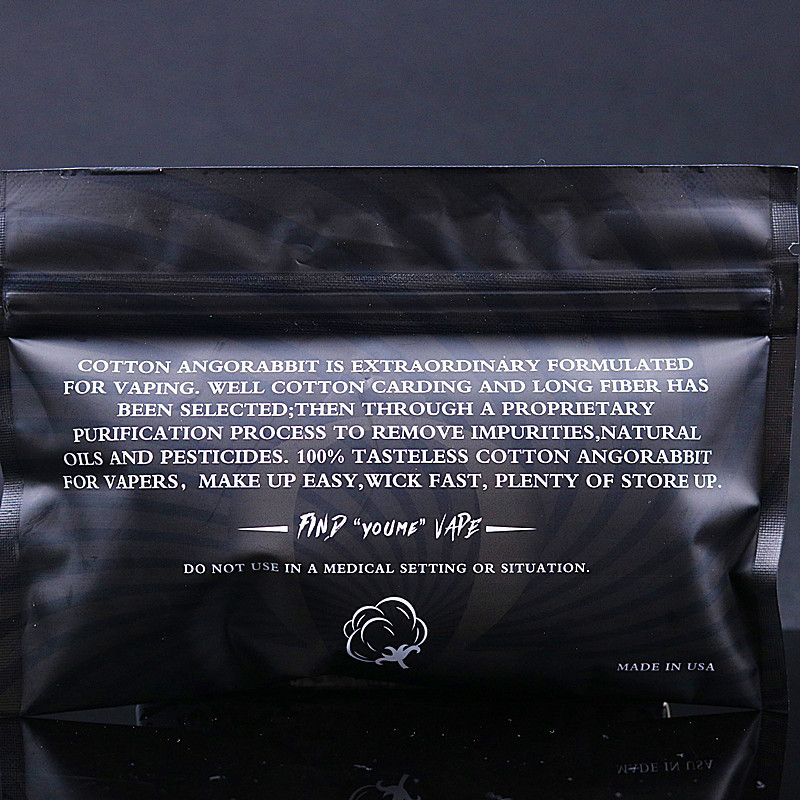 COTTON ANGORABBIT IS EXTRAORDINARY FORMULATED
FOR VAPING. WELL COTTON CARDING AND LONG FIBER HAS
BEEN SELECTED;THEN THROUGH A PROPRIETARY
PURIFICATION PROCESS TO REMOVE IMPURITIES,NATURAL
OILS AND PESTICIDES. 100% TASTELESS COTTON ANGORABBIT
FOR VAPERS, MAKE UP EASY,WICK FAST, PLENTY OF STORE UP.
FIND "YOUME" VAPE
DO NOT USE IN A MEDICAL SETTING OR SITUATION.
MADE IN USA